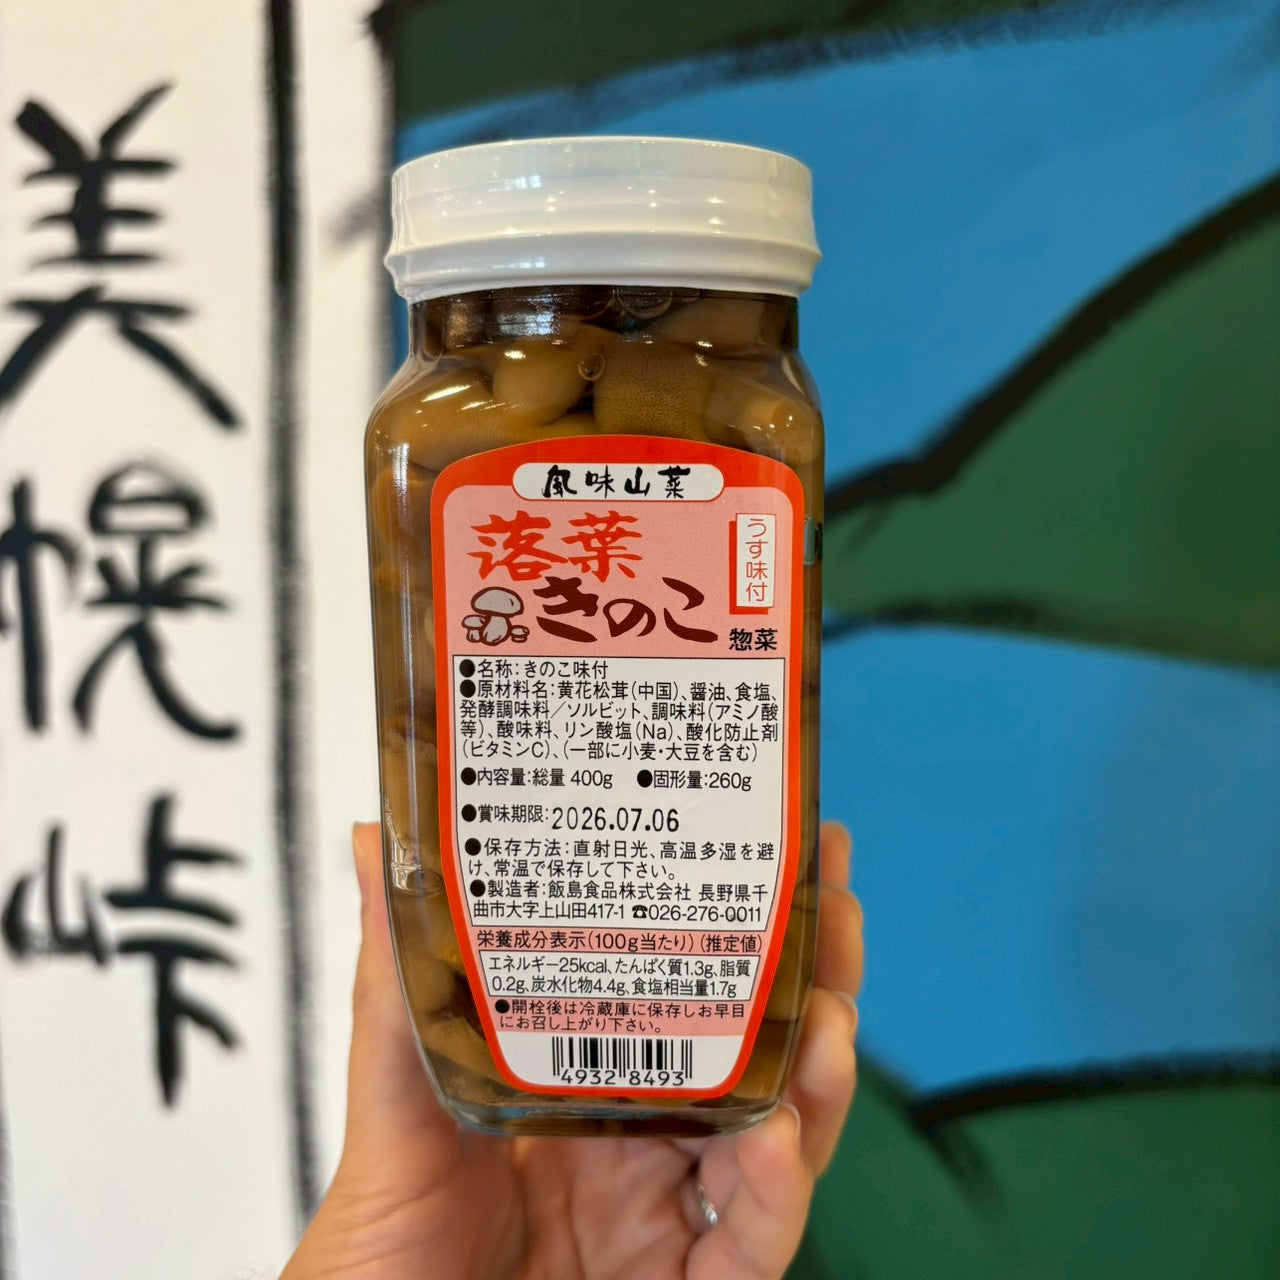 美幌峠
風味山菜
落葉
きのこ
うす味付
惣菜
●名称:きのこ味付
●原材料名:黄花松茸(中国)、醤油、食塩、
発酵調味料/ソルビット、調味料(アミノ酸
等)、酸味料、リン酸塩(Na)、酸化防止剤
(ビタミンC)、(一部に小麦・大豆を含む)
●内容量:総量 400g ●固形量:260g
●賞味期限:2026.07.06
●保存方法:直射日光、高温多湿を避
け、常温で保存して下さい。
●製造者:飯島食品株式会社 長野県千
曲市大字上山田417-1 ☎026-276-0011
栄養成分表示(100g当たり)(推定値)
エネルギー25kcal、たんぱく質1.3g、脂質
0.2g、炭水化物4.4g、食塩相当量1.7g
●開栓後は冷蔵庫に保存しお早目
にお召し上がり下さい。
4932 8493